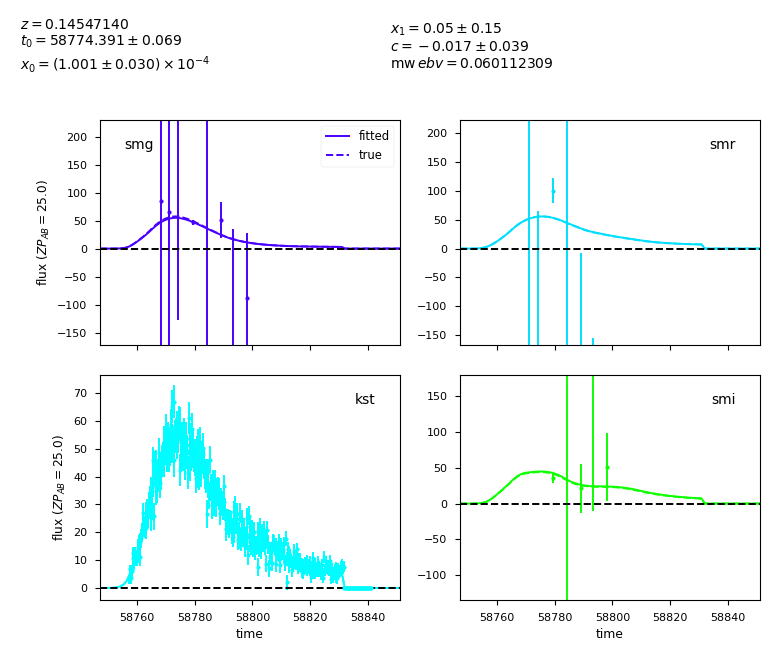 z = 0.14547140
t₀ = 58774.391 ± 0.069
x₀ = (1.001 ± 0.030) × 10⁻⁴
x₁ = 0.05 ± 0.15
c = −0.017 ± 0.039
mw ebv = 0.060112309
smg
fitted
true
200
150
100
50
0
−50
−100
−150
flux (ZP_AB = 25.0)
smr
200
150
100
50
0
−50
−100
−150
kst
70
60
50
40
30
20
10
0
flux (ZP_AB = 25.0)
58760 58780 58800 58820 58840
time
smi
150
100
50
0
−50
−100
58760 58780 58800 58820 58840
time